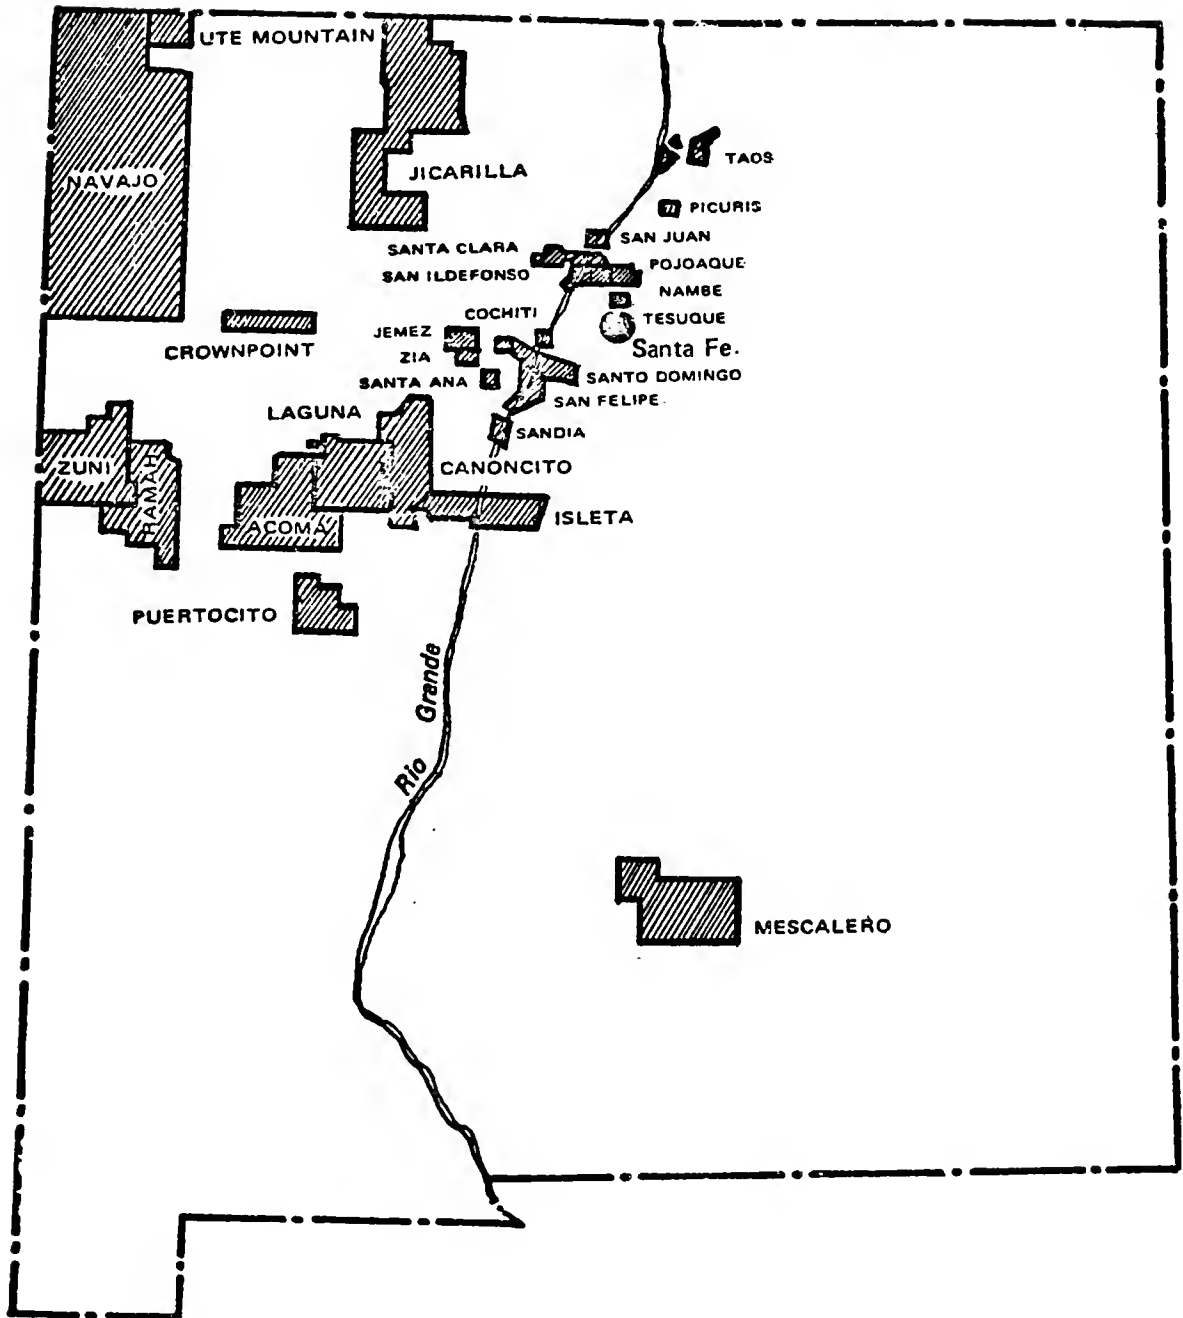 UTE MOUNTAIN
NAVAJO
JICARILLA
TAOS
PICURIS
SAN JUAN
SANTA CLARA
SAN ILDEFONSO
POJOAQUE
NAMBE
COCHITI
TESUQUE
JEMEZ
CROWNPOINT
ZIA
Santa Fe.
SANTA ANA
SANTO DOMINGO
SAN FELIPE
LAGUNA
SANDIA
ZUNI
RAMAH
CANONCITO
ACOMA
ISLETA
PUERTOCITO
Rio Grande
MESCALERO